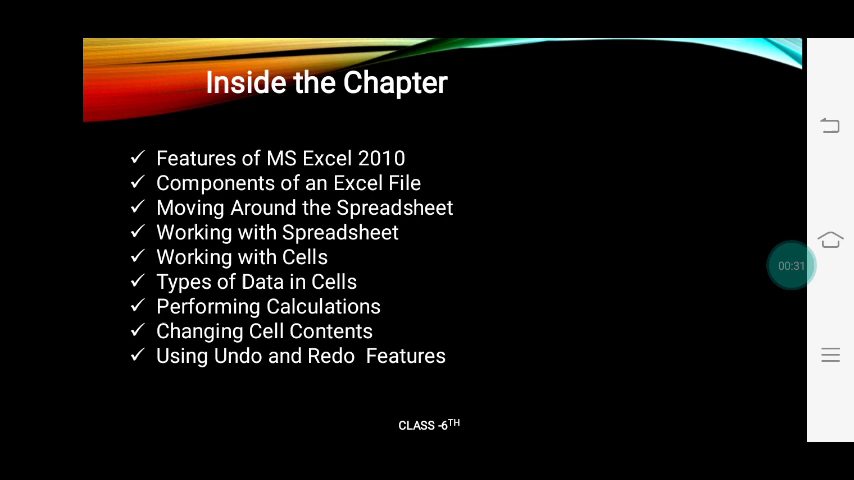 Inside the Chapter
✓ Features of MS Excel 2010
✓ Components of an Excel File
✓ Moving Around the Spreadsheet
✓ Working with Spreadsheet
✓ Working with Cells
✓ Types of Data in Cells
✓ Performing Calculations
✓ Changing Cell Contents
✓ Using Undo and Redo  Features
00:31
CLASS -6TH